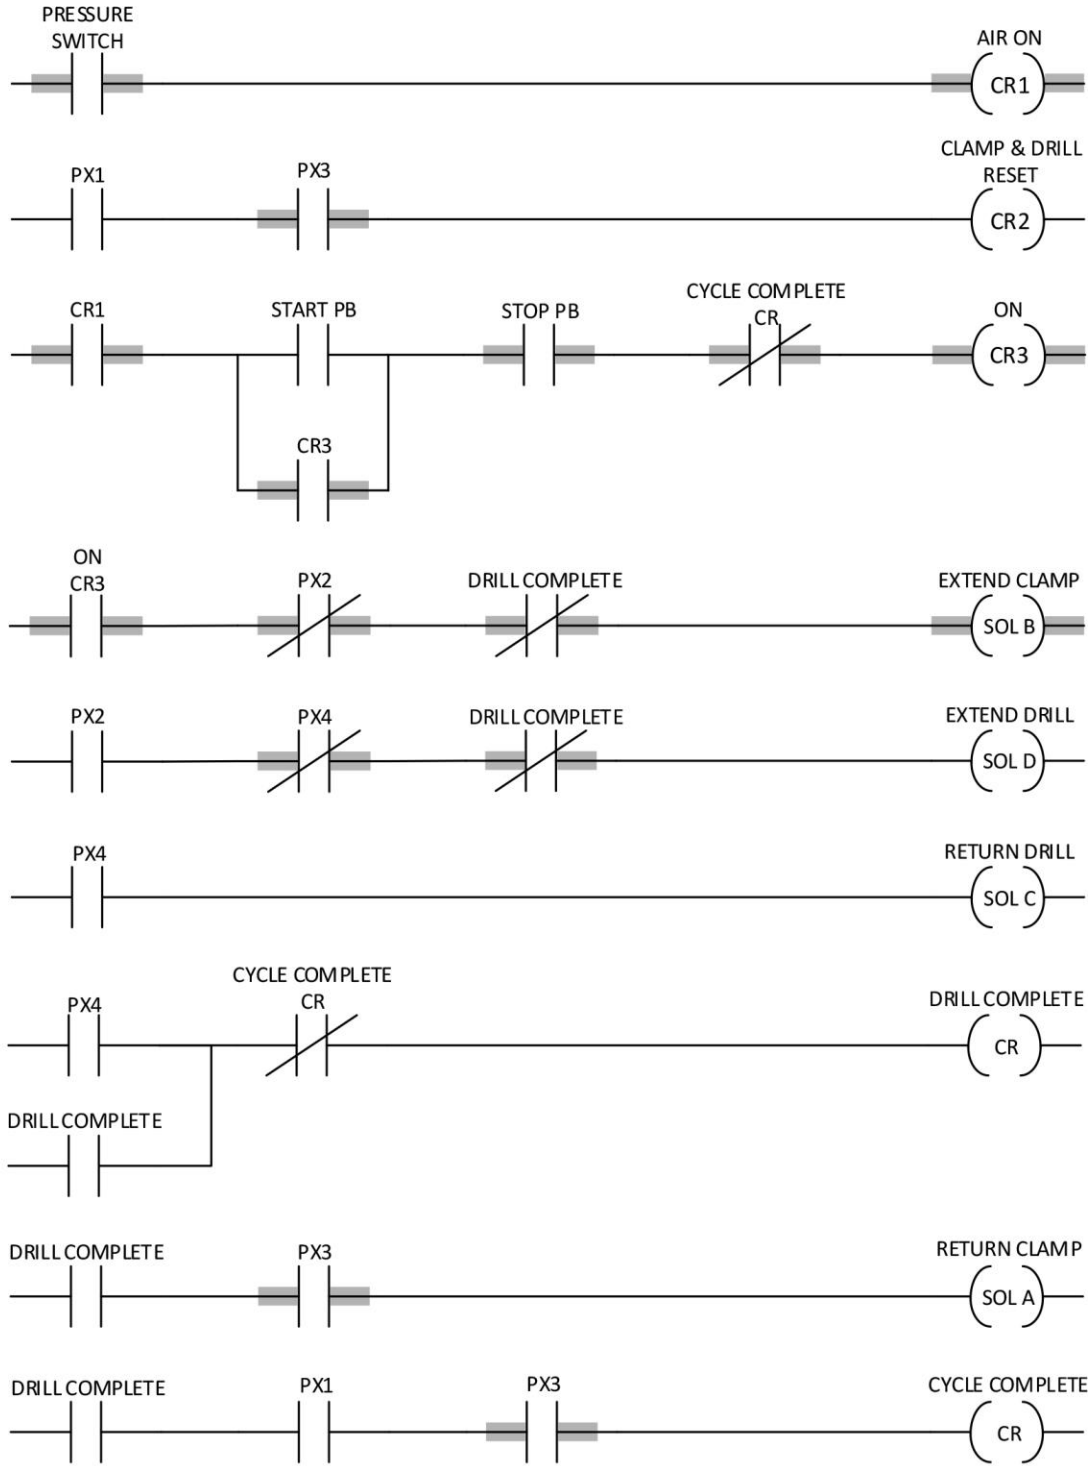 PRESSURE
SWITCH
AIR ON
CR1
CLAMP & DRILL
RESET
PX1
PX3
CR2
CYCLE COMPLETE
CR
CR1
START PB
STOP PB
ON
CR3
CR3
ON
CR3
PX2
DRILL COMPLETE
EXTEND CLAMP
SOL B
PX2
PX4
DRILL COMPLETE
EXTEND DRILL
SOL D
PX4
RETURN DRILL
SOL C
CYCLE COMPLETE
CR
PX4
DRILL COMPLETE
CR
DRILL COMPLETE
DRILL COMPLETE
PX3
RETURN CLAMP
SOL A
DRILL COMPLETE
PX1
PX3
CYCLE COMPLETE
CR